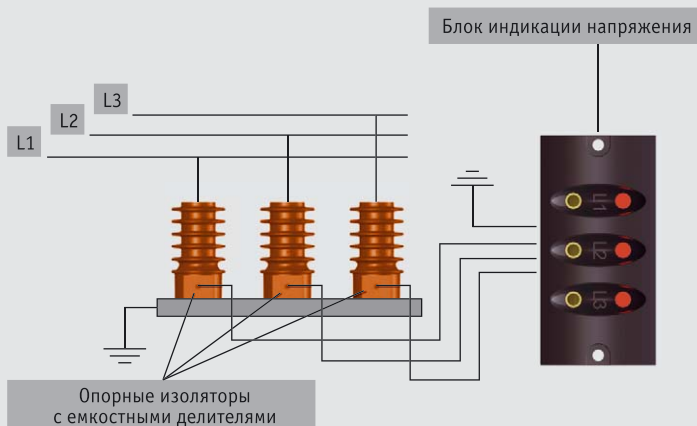 Блок индикации напряжения
L3
L2
L1
L1
L2
L3
Опорные изоляторы
с емкостными делителями